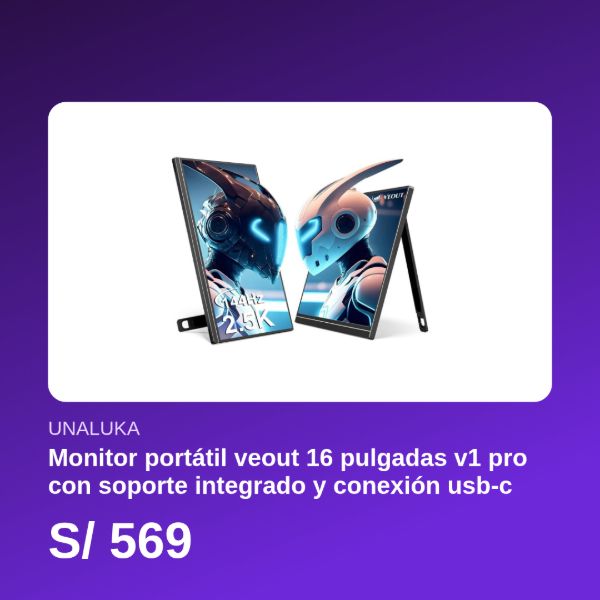 VEOUT
144Hz
2.5K
UNALUKA
Monitor portátil veout 16 pulgadas v1 pro
con soporte integrado y conexión usb-c
S/ 569